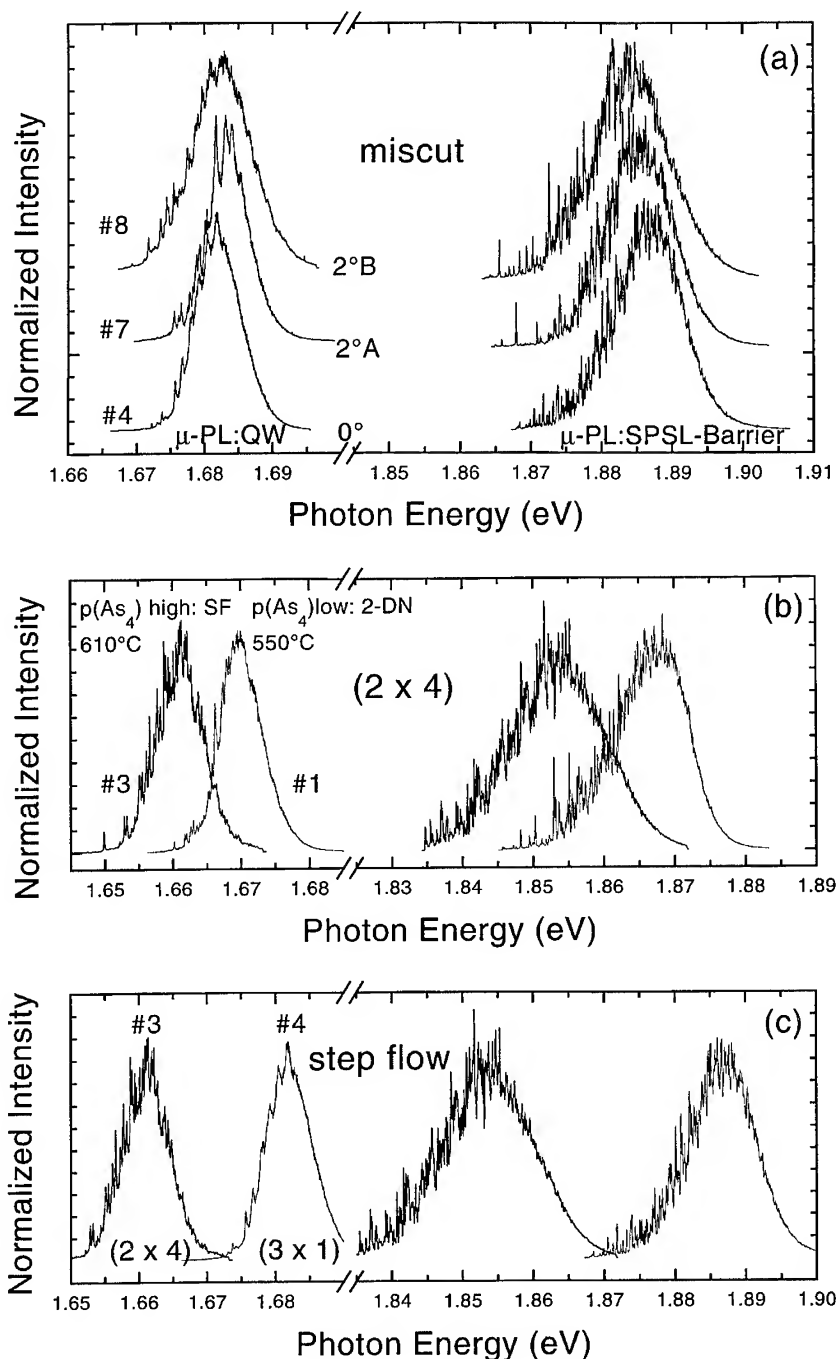 (a)
miscut
#8
2°B
#7
2°A
#4
0°
μ-PL:QW
μ-PL:SPSL-Barrier
Normalized Intensity
1.66 1.67 1.68 1.69 1.85 1.86 1.87 1.88 1.89 1.90 1.91
Photon Energy (eV)
(b)
p(As4) high: SF p(As4)low: 2-DN
610°C 550°C
(2 x 4)
#3 #1
Normalized Intensity
1.65 1.66 1.67 1.68 1.83 1.84 1.85 1.86 1.87 1.88 1.89
Photon Energy (eV)
(c)
#3 #4
step flow
(2 x 4) (3 x 1)
Normalized Intensity
1.65 1.66 1.67 1.68 1.84 1.85 1.86 1.87 1.88 1.89 1.90
Photon Energy (eV)